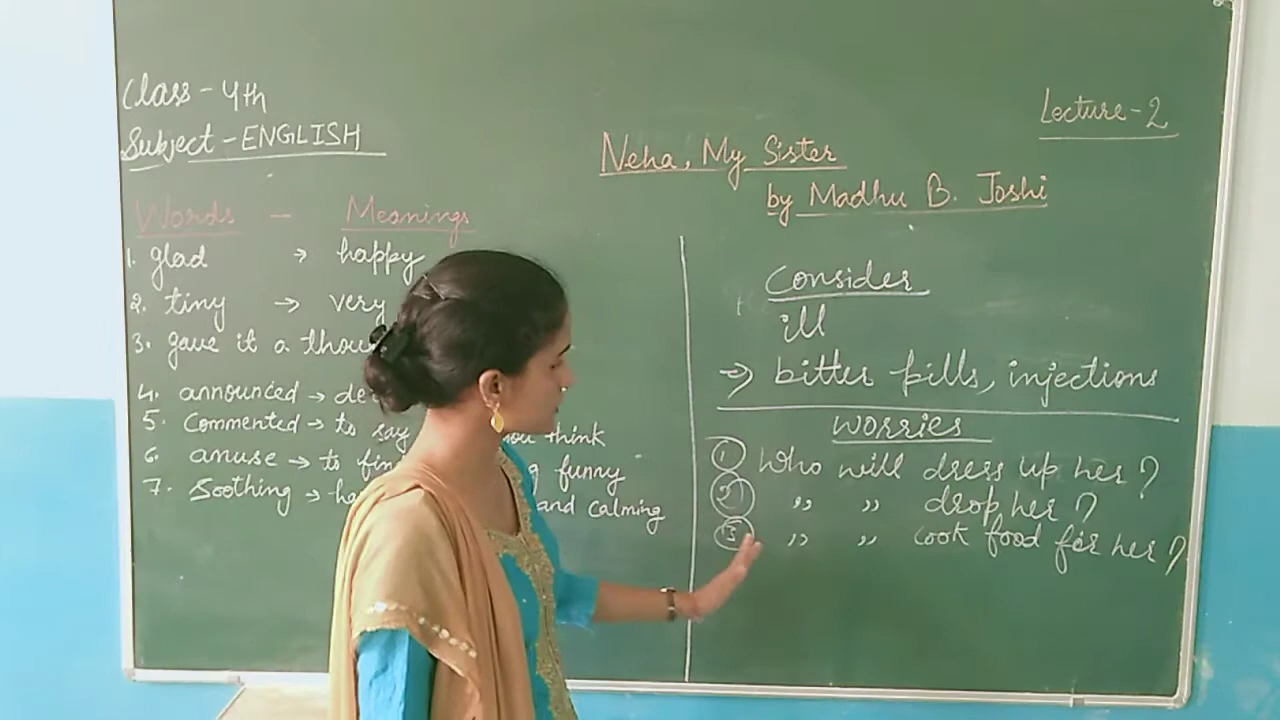 Class - 4th
Subject - ENGLISH
Lecture - 2
Neha, My Sister
by Madhu B. Joshi
Words - Meanings
1. glad → happy
2. tiny → very
3. gave it a
4. announced →
5. Commented → to say you think
6. amuse → to funny
7. Soothing → and calming
Consider
ill
→ bitter pills, injections
WORRIES
1 Who will dress up her?
2 ,, ,, drop her?
3 ,, ,, cook food for her?